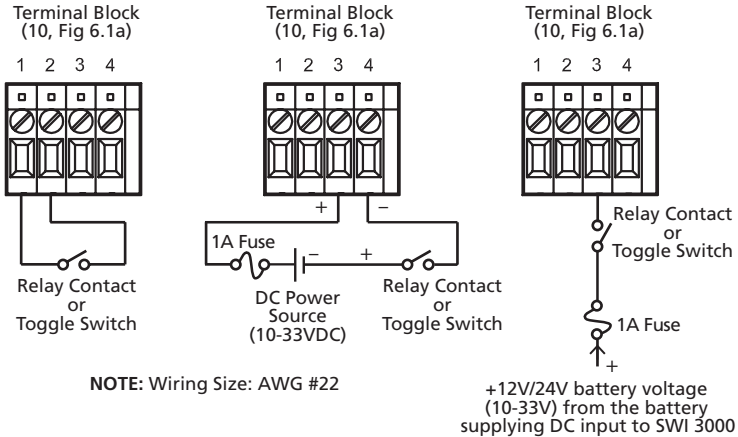 Terminal Block
(10, Fig 6.1a)
1 2 3 4
Relay Contact
or
Toggle Switch
Terminal Block
(10, Fig 6.1a)
1 2 3 4
+ –
1A Fuse
– +
DC Power
Source
(10-33VDC)
Relay Contact
or
Toggle Switch
Terminal Block
(10, Fig 6.1a)
1 2 3 4
Relay Contact
or
Toggle Switch
1A Fuse
+
+12V/24V battery voltage
(10-33V) from the battery
supplying DC input to SWI 3000
NOTE: Wiring Size: AWG #22